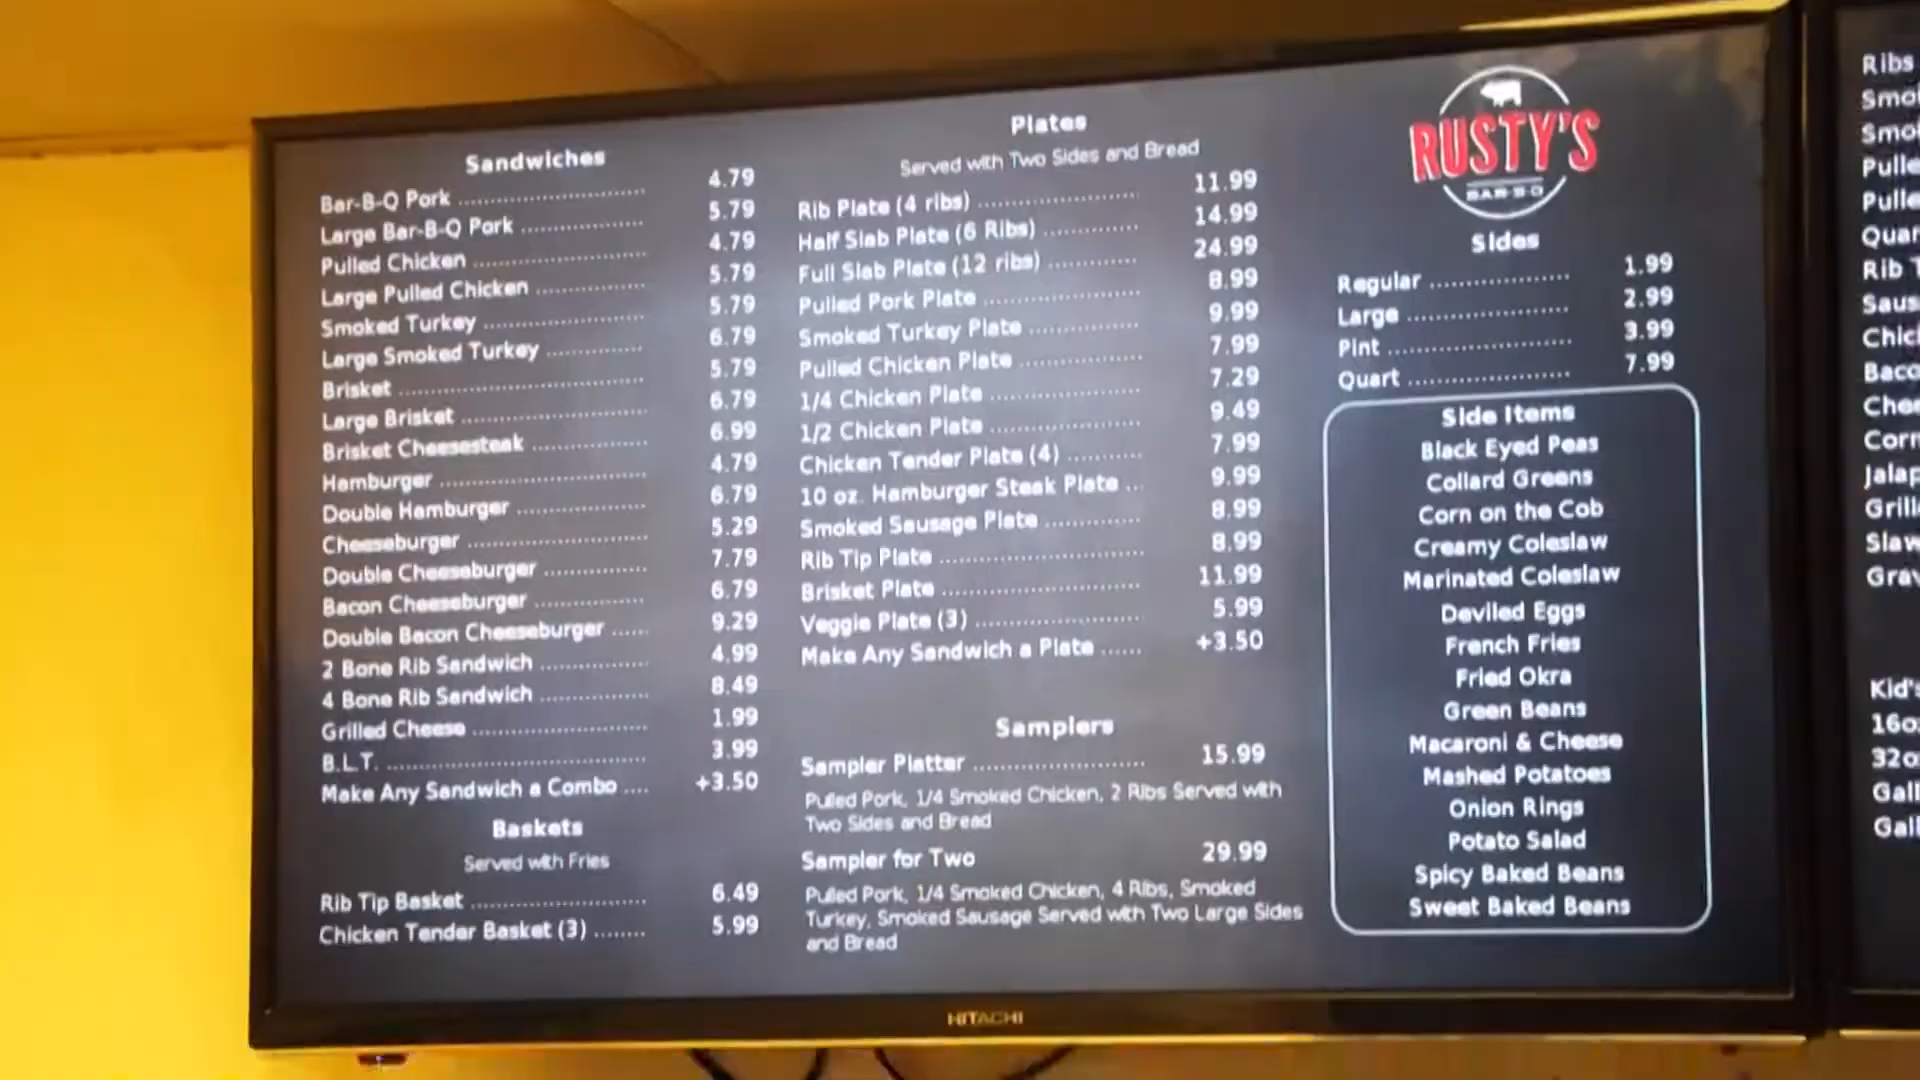 Sandwiches
Bar-B-Q Pork 4.79
Large Bar-B-Q Pork 5.79
Pulled Chicken 4.79
Large Pulled Chicken 5.79
Smoked Turkey 5.79
Large Smoked Turkey 6.79
Brisket 5.79
Large Brisket 6.79
Brisket Cheesesteak 6.99
Hamburger 4.79
Double Hamburger 6.79
Cheeseburger 5.29
Double Cheeseburger 7.79
Bacon Cheeseburger 6.79
Double Bacon Cheeseburger 9.29
2 Bone Rib Sandwich 4.99
4 Bone Rib Sandwich 8.49
Grilled Cheese 1.99
B.L.T. 3.99
Make Any Sandwich a Combo +3.50
Baskets
Served with Fries
Rib Tip Basket 6.49
Chicken Tender Basket (3) 5.99
Plates
Served with Two Sides and Bread
Rib Plate (4 ribs) 11.99
Half Slab Plate (6 Ribs) 14.99
Full Slab Plate (12 ribs) 24.99
Pulled Pork Plate 8.99
Smoked Turkey Plate 9.99
Pulled Chicken Plate 7.99
1/4 Chicken Plate 7.29
1/2 Chicken Plate 9.49
Chicken Tender Plate (4) 7.99
10 oz. Hamburger Steak Plate ... 9.99
Smoked Sausage Plate 8.99
Rib Tip Plate 8.99
Brisket Plate 11.99
Veggie Plate (3) 5.99
Make Any Sandwich a Plate +3.50
Samplers
Sampler Platter 15.99
Pulled Pork, 1/4 Smoked Chicken, 2 Ribs Served with
Two Sides and Bread
Sampler for Two 29.99
Pulled Pork, 1/4 Smoked Chicken, 4 Ribs, Smoked
Turkey, Smoked Sausage Served with Two Large Sides
and Bread
RUSTY'S
BAR-B-Q
Sides
Regular 1.99
Large 2.99
Pint 3.99
Quart 7.99
Side Items
Black Eyed Peas
Collard Greens
Corn on the Cob
Creamy Coleslaw
Marinated Coleslaw
Deviled Eggs
French Fries
Fried Okra
Green Beans
Macaroni & Cheese
Mashed Potatoes
Onion Rings
Potato Salad
Spicy Baked Beans
Sweet Baked Beans
HITACHI
Ribs
Rib
Kid's